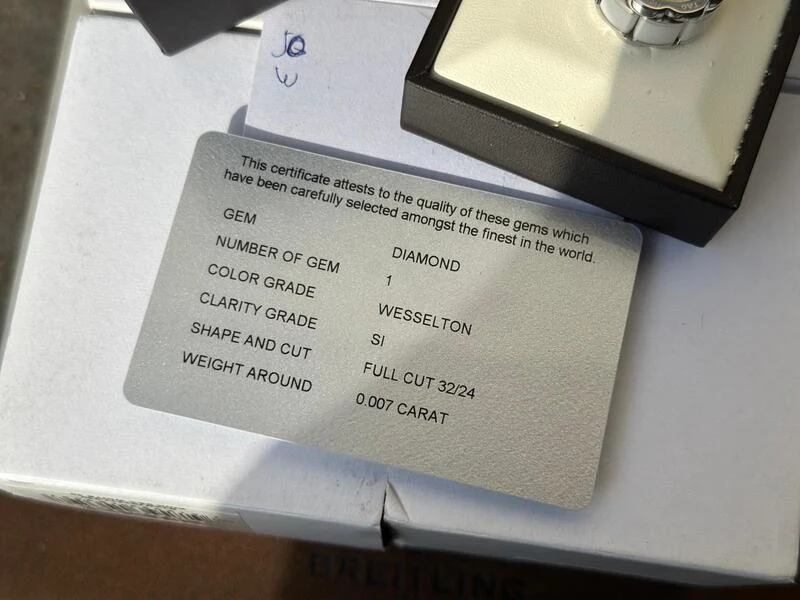 This certificate attests to the quality of these gems which
have been carefully selected amongst the finest in the world.
GEM DIAMOND
NUMBER OF GEM 1
COLOR GRADE WESSELTON
CLARITY GRADE SI
SHAPE AND CUT FULL CUT 32/24
WEIGHT AROUND 0.007 CARAT
BREITLING